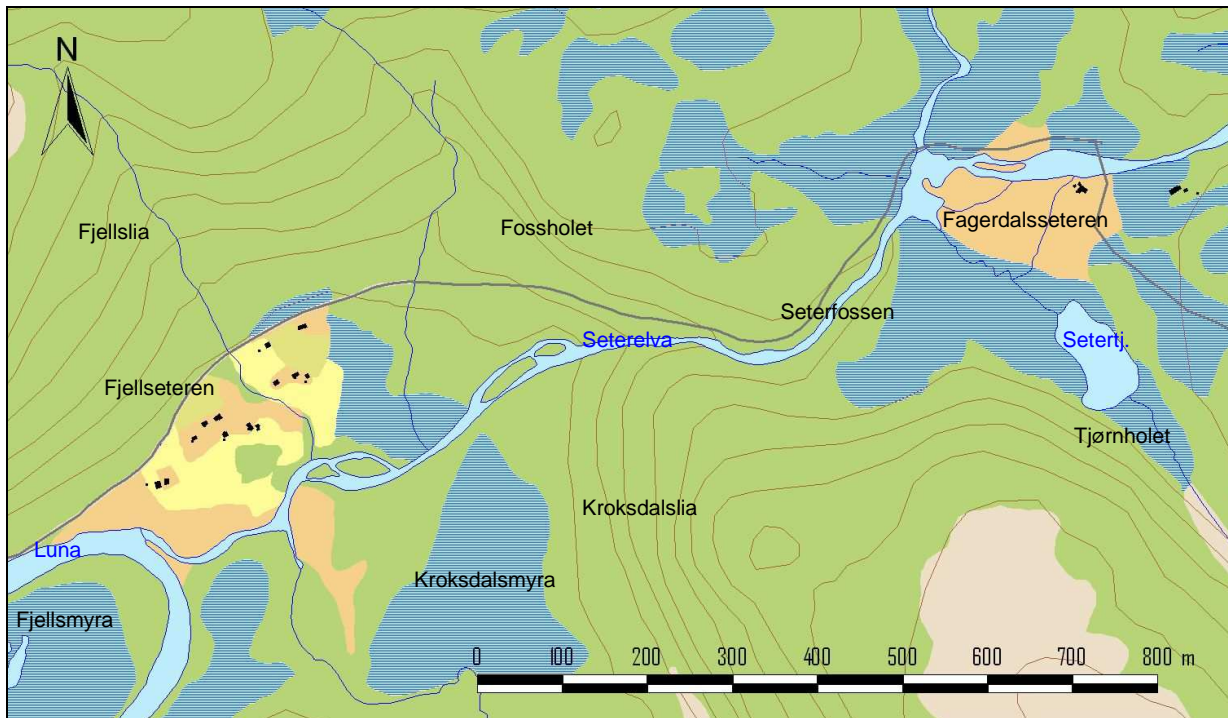 N
Fjellslia
Fossholet
Fagerdalsseteren
Seterfossen
Seterelva
Setertj.
Fjellseteren
Tjørnholet
Kroksdalslia
Luna
Kroksdalsmyra
Fjellsmyra
0 100 200 300 400 500 600 700 800 m